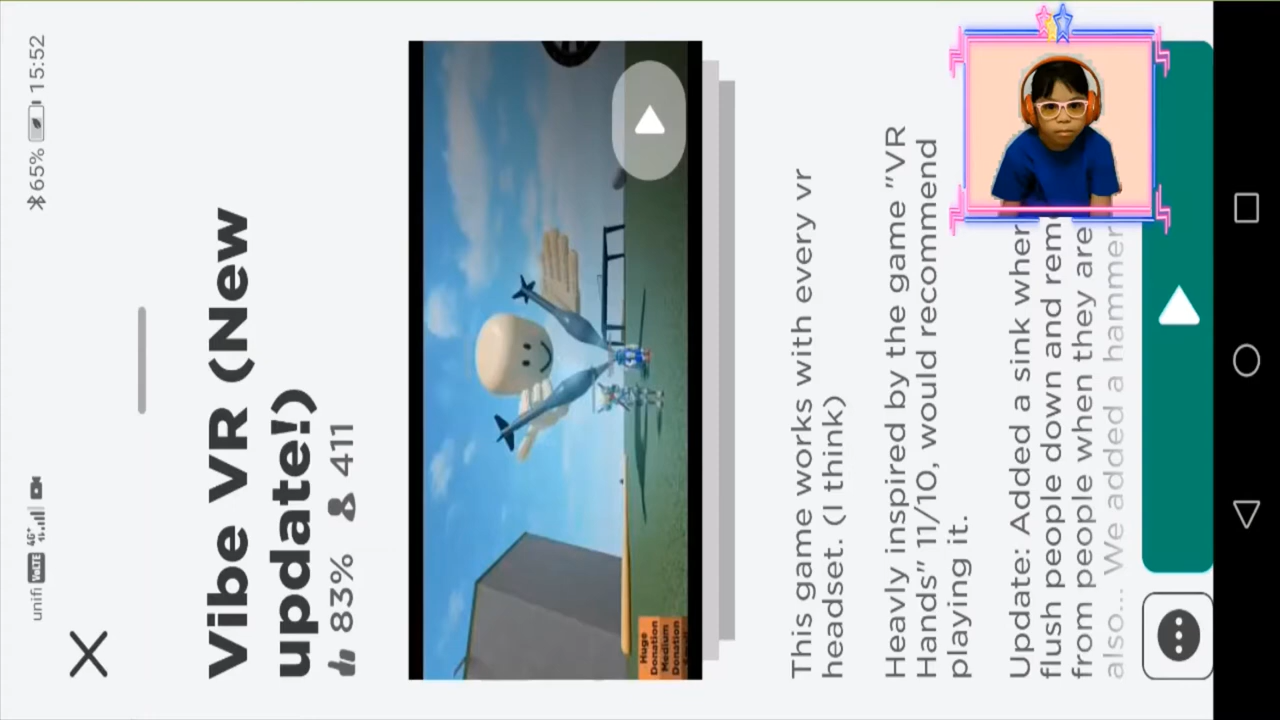 unifi VoLTE 4G+ 65% 15:52
Vibe VR (New
update!)
83% 411
Huge
Donation
Medium
Donation
This game works with every vr
headset. (I think)
Heavly inspired by the game "VR
Hands" 11/10, would recommend
playing it.
Update: Added a sink wher
flush people down and rem
from people when they are
also... We added a hammer